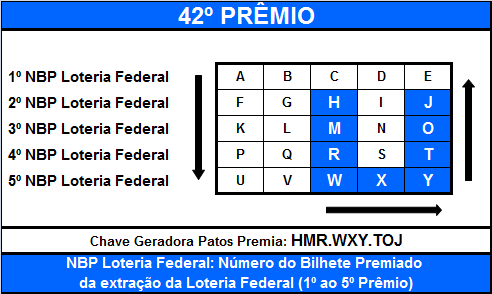 42º PRÊMIO
1º NBP Loteria Federal A B C D E
2º NBP Loteria Federal F G H I J
3º NBP Loteria Federal K L M N O
4º NBP Loteria Federal P Q R S T
5º NBP Loteria Federal U V W X Y
Chave Geradora Patos Premia: HMR.WXY.TOJ
NBP Loteria Federal: Número do Bilhete Premiado
da extração da Loteria Federal (1º ao 5º Prêmio)